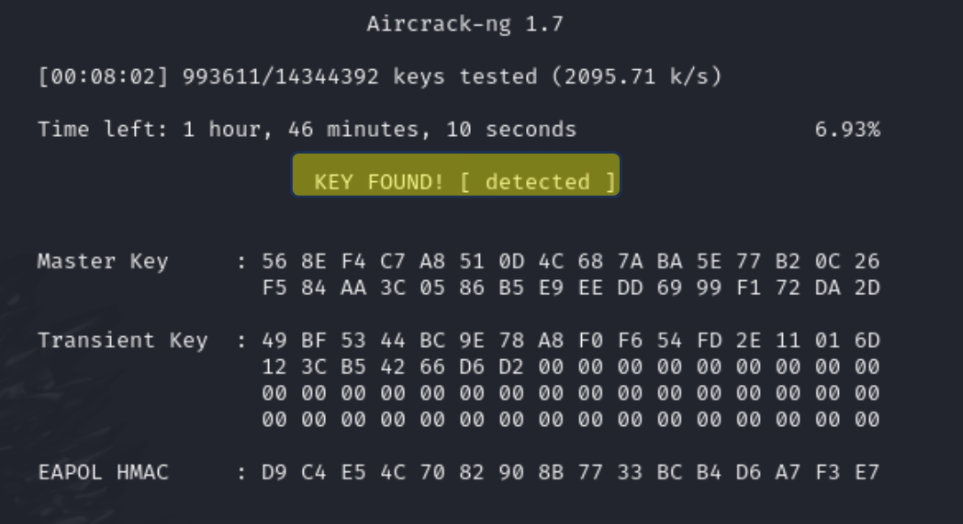 Aircrack-ng 1.7
[00:08:02] 993611/14344392 keys tested (2095.71 k/s)
Time left: 1 hour, 46 minutes, 10 seconds 6.93%
KEY FOUND! [ detected ]
Master Key : 56 8E F4 C7 A8 51 0D 4C 68 7A BA 5E 77 B2 0C 26
F5 84 AA 3C 05 86 B5 E9 EE DD 69 99 F1 72 DA 2D
Transient Key : 49 BF 53 44 BC 9E 78 A8 F0 F6 54 FD 2E 11 01 6D
12 3C B5 42 66 D6 D2 00 00 00 00 00 00 00 00 00
00 00 00 00 00 00 00 00 00 00 00 00 00 00 00 00
00 00 00 00 00 00 00 00 00 00 00 00 00 00 00 00
EAPOL HMAC : D9 C4 E5 4C 70 82 90 8B 77 33 BC B4 D6 A7 F3 E7